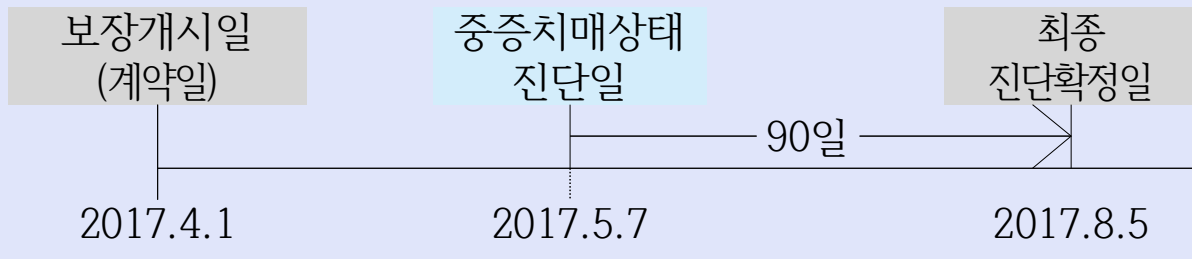 보장개시일
(계약일)
중증치매상태
진단일
최종
진단확정일
90일
2017.4.1
2017.5.7
2017.8.5